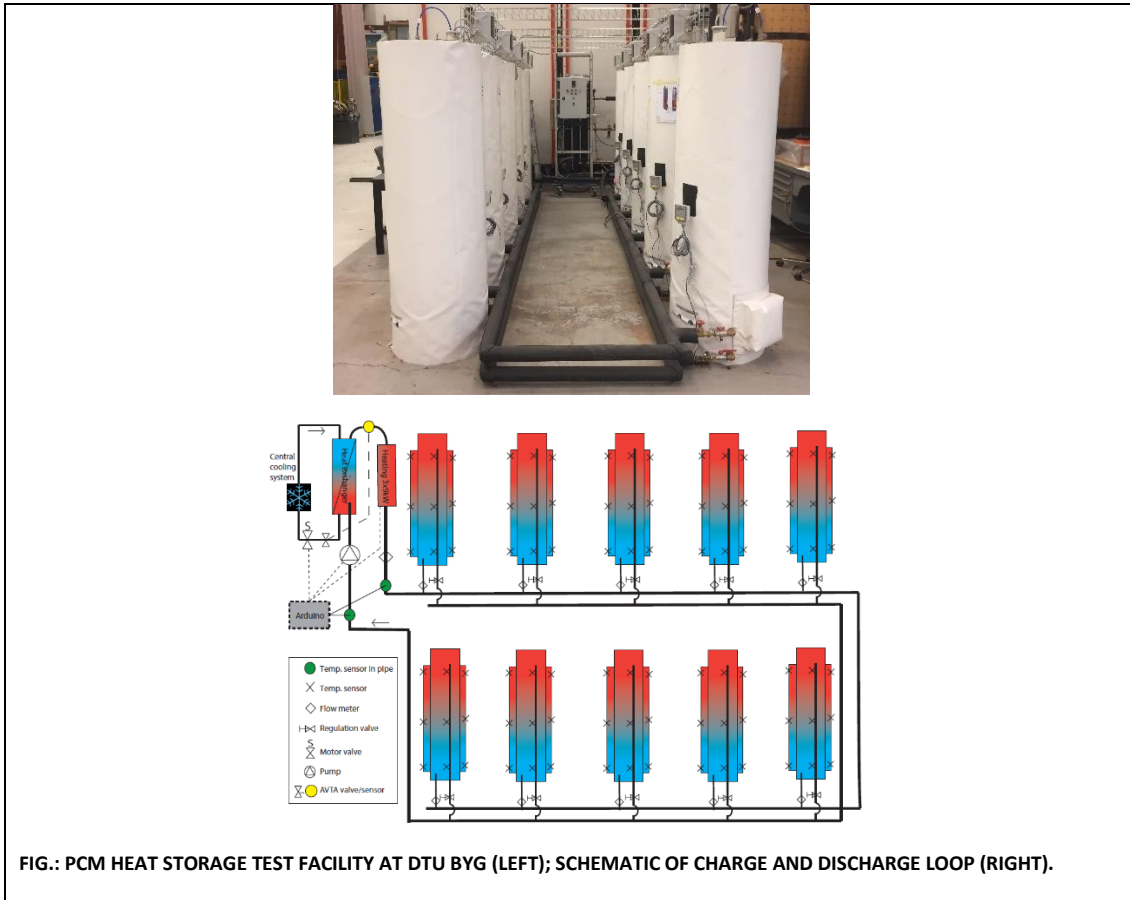 Central
cooling
system
Heat exchanger
Heating 3x9kW
S
Arduino
Temp. sensor in pipe
Temp. sensor
Flow meter
Regulation valve
S
Motor valve
Pump
AVTA valve/sensor
FIG.: PCM HEAT STORAGE TEST FACILITY AT DTU BYG (LEFT); SCHEMATIC OF CHARGE AND DISCHARGE LOOP (RIGHT).